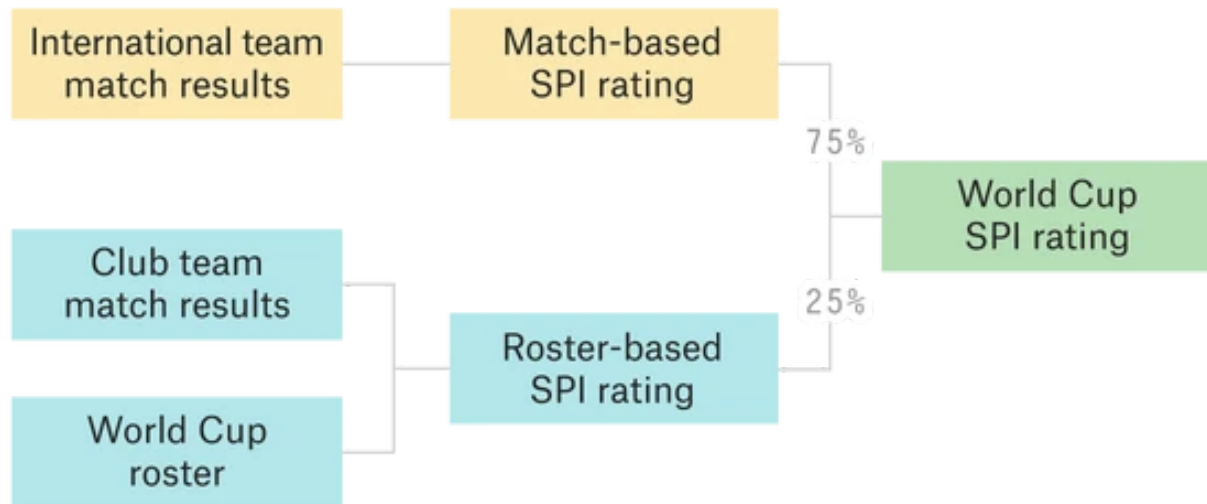 International team
match results
Match-based
SPI rating
75%
World Cup
SPI rating
Club team
match results
25%
Roster-based
SPI rating
World Cup
roster